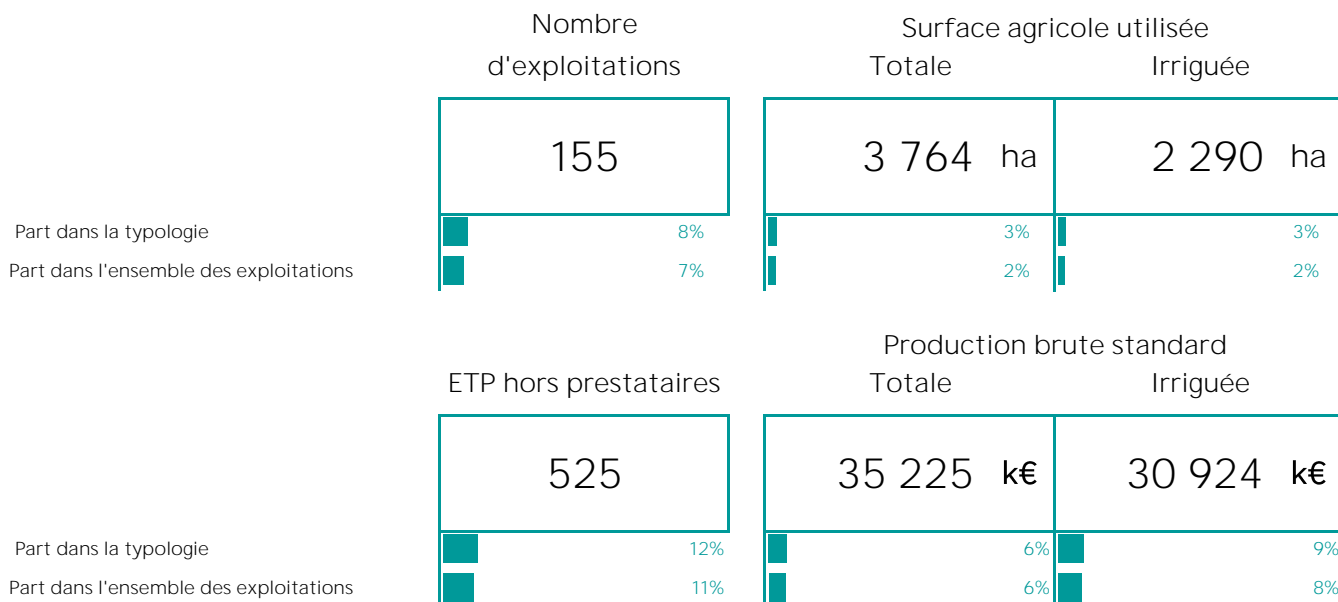 Nombre d'exploitations
Surface agricole utilisée
Totale Irriguée
155 3 764 ha 2 290 ha
Part dans la typologie 8% 3% 3%
Part dans l'ensemble des exploitations 7% 2% 2%
Production brute standard
ETP hors prestataires Totale Irriguée
525 35 225 k€ 30 924 k€
Part dans la typologie 12% 6% 9%
Part dans l'ensemble des exploitations 11% 6% 8%